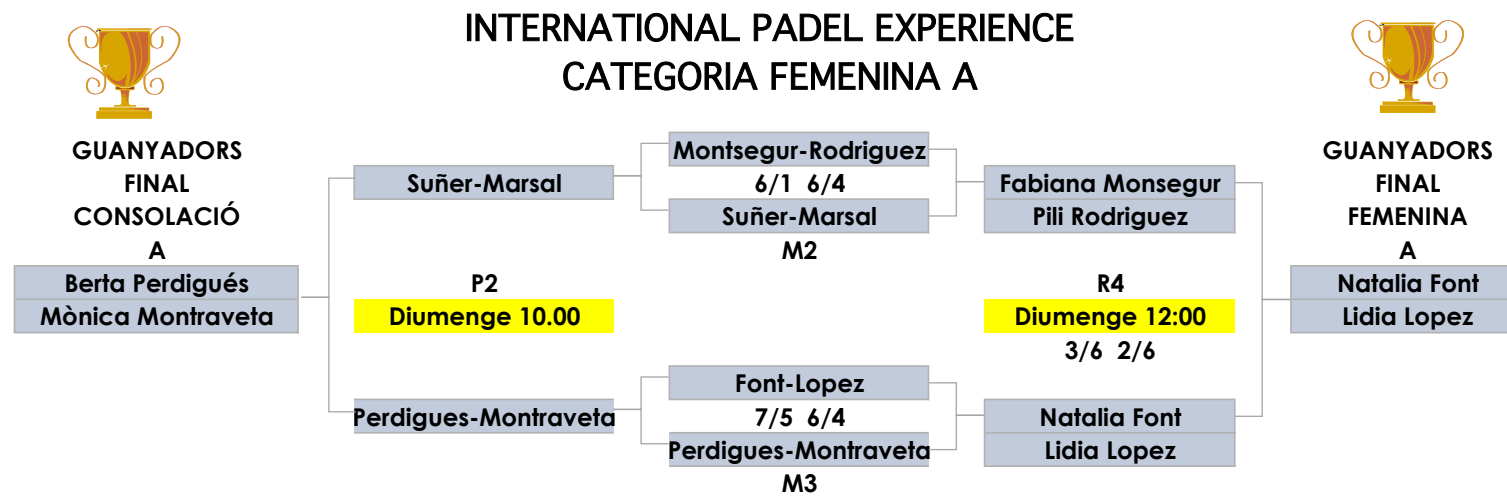 INTERNATIONAL PADEL EXPERIENCE
CATEGORIA FEMENINA A
GUANYADORS
FINAL
CONSOLACIÓ
A
Berta Perdigués
Mònica Montraveta
Suñer-Marsal
P2
Diumenge 10.00
Perdigues-Montraveta
Montsegur-Rodriguez
6/1 6/4
Suñer-Marsal
M2
Font-Lopez
7/5 6/4
Perdigues-Montraveta
M3
Fabiana Monsegur
Pili Rodriguez
R4
Diumenge 12:00
3/6 2/6
Natalia Font
Lidia Lopez
GUANYADORS
FINAL
FEMENINA
A
Natalia Font
Lidia Lopez